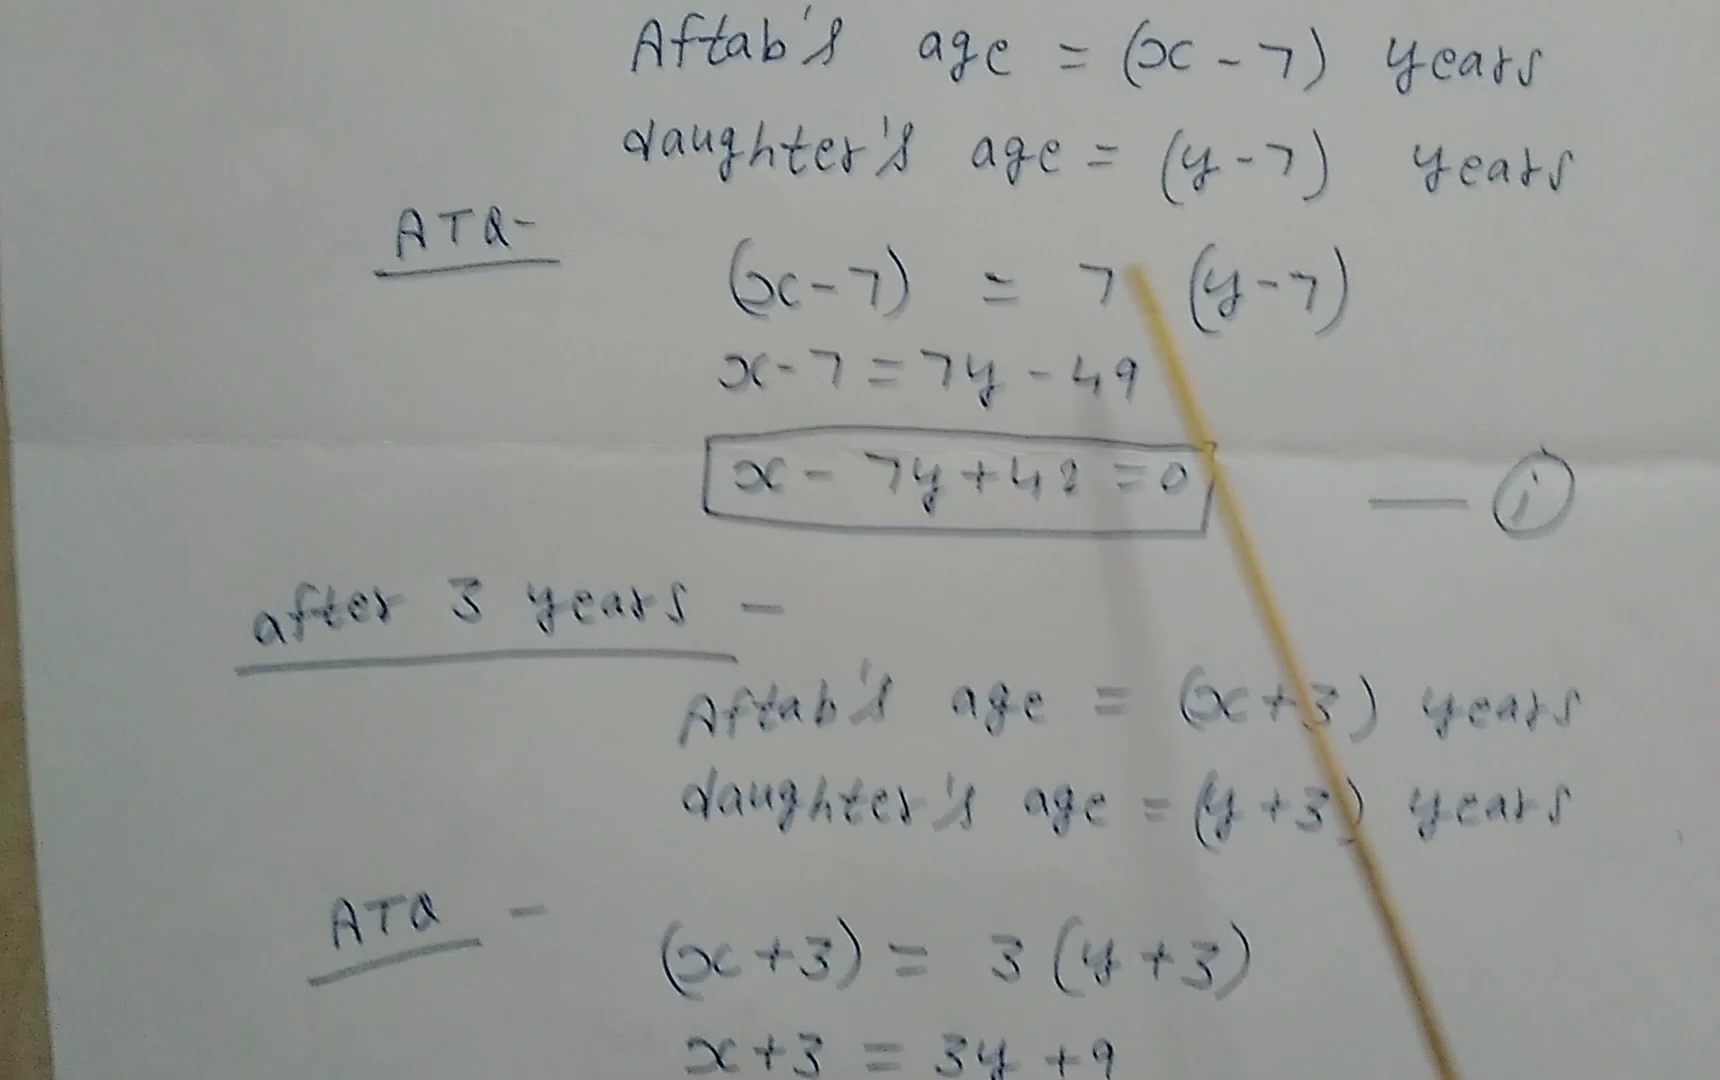 Aftab's age = (x-7) years
daughter's age = (y-7) years
ATQ-
(x-7) = 7 (y-7)
x-7=7y-49
x-7y+42=0 — i
after 3 years -
Aftab's age = (x+3) years
daughter's age = (y+3) years
ATQ -
(x+3) = 3(y+3)
x+3 = 3y+9